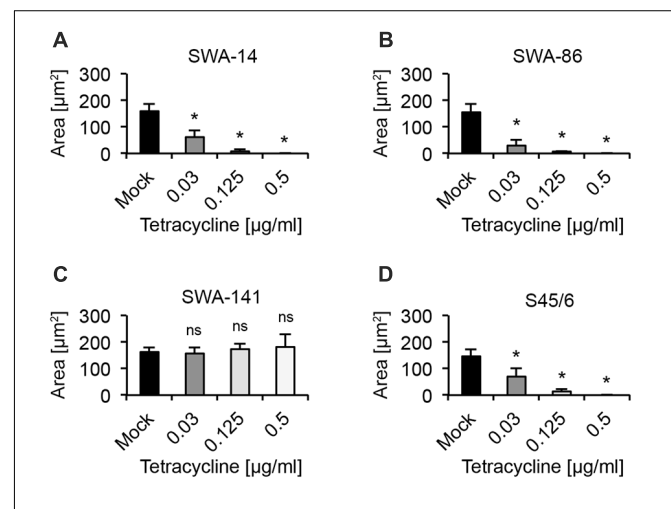 A
SWA-14
Area [µm²]
300
200
100
0
* * *
Mock 0.03 0.125 0.5
Tetracycline [µg/ml]
B
SWA-86
Area [µm²]
300
200
100
0
* * *
Mock 0.03 0.125 0.5
Tetracycline [µg/ml]
C
SWA-141
Area [µm²]
300
200
100
0
ns ns ns
Mock 0.03 0.125 0.5
Tetracycline [µg/ml]
D
S45/6
Area [µm²]
300
200
100
0
* * *
Mock 0.03 0.125 0.5
Tetracycline [µg/ml]